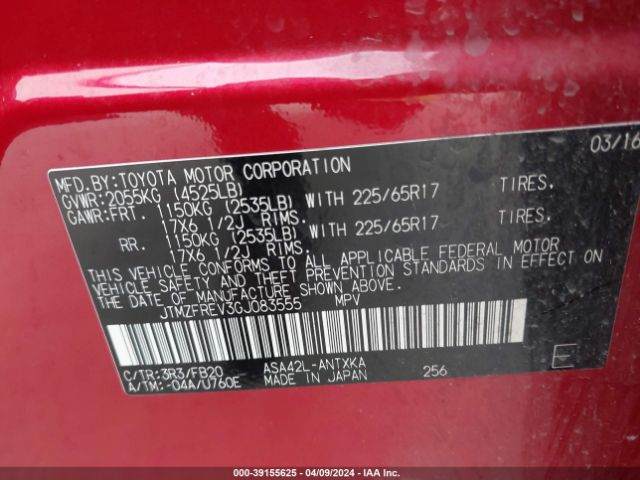 MFD.BY:TOYOTA MOTOR CORPORATION 03/16
GVWR:2055KG (4525LB)
GAWR:FRT. 1150KG (2535LB) WITH 225/65R17 TIRES.
17X6 1/2J RIMS.
RR. 1150KG (2535LB) WITH 225/65R17 TIRES.
17X6 1/2J RIMS.
THIS VEHICLE CONFORMS TO ALL APPLICABLE FEDERAL MOTOR
VEHICLE SAFETY AND THEFT PREVENTION STANDARDS IN EFFECT ON
THE DATE OF MANUFACTURE SHOWN ABOVE.
JTMZFREV3GJ083555 MPV
C/TR:3R3/FB20 ASA42L-ANTXKA
A/TM:-04A/U760E MADE IN JAPAN 256 E
000-39155625 | 04/09/2024 | IAA Inc.